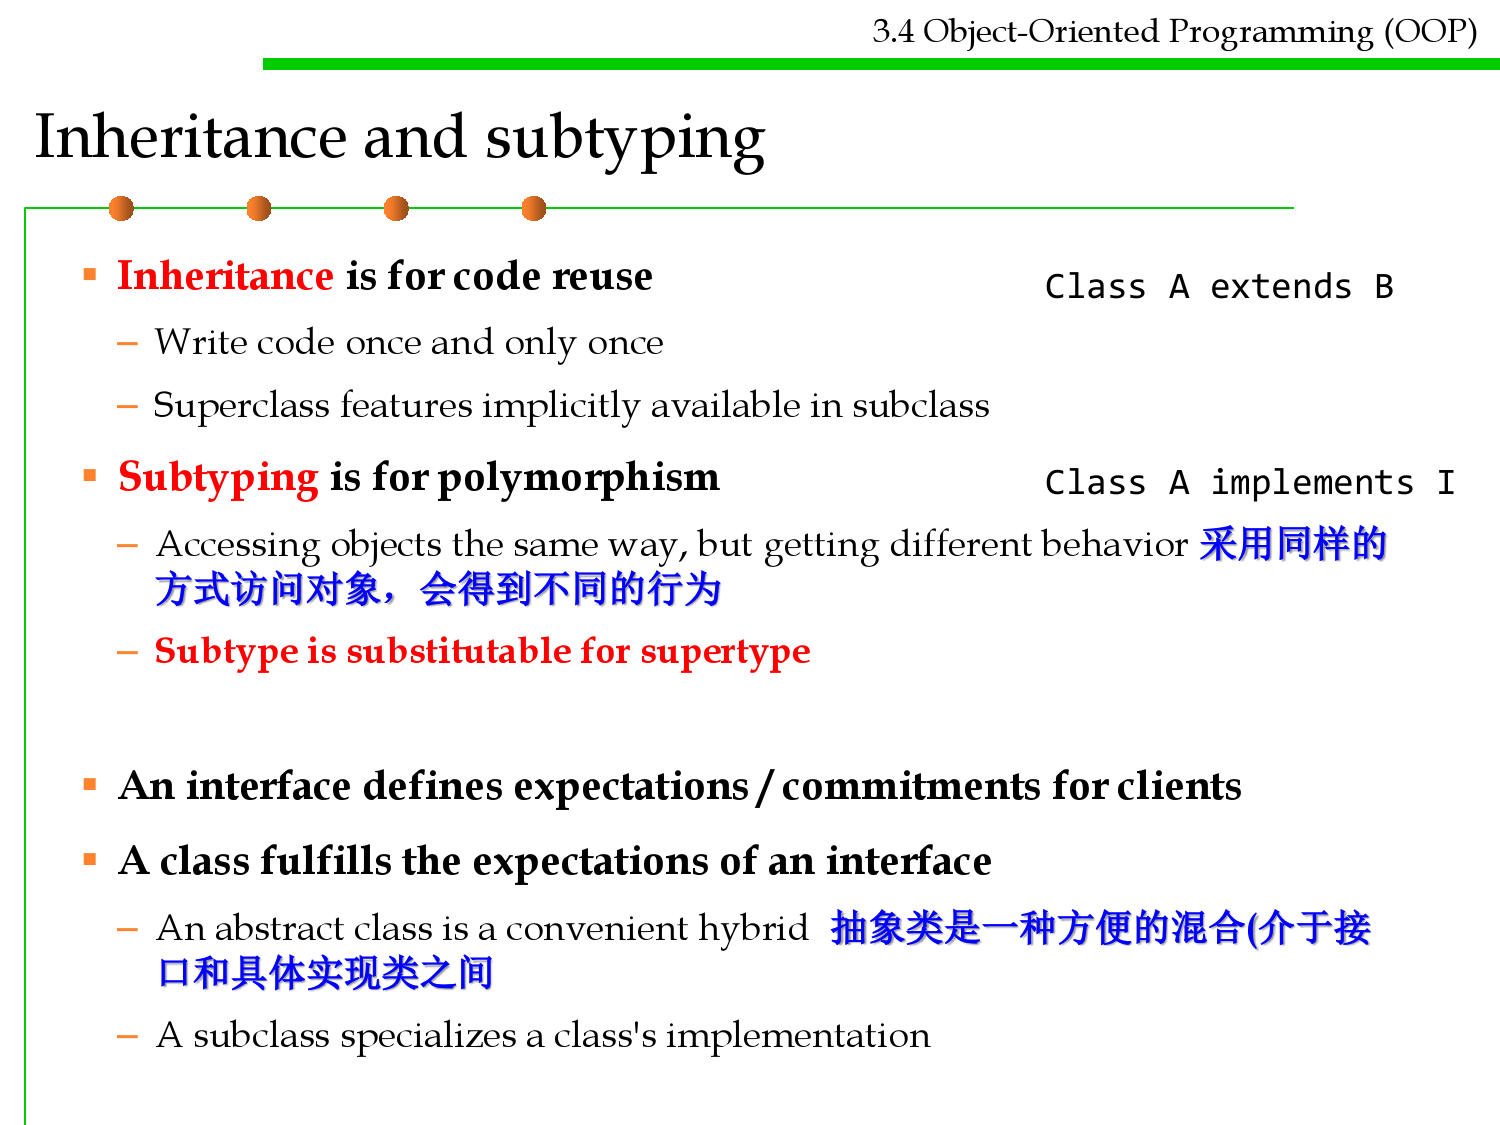 3.4 Object-Oriented Programming (OOP)
Inheritance and subtyping
▪ Inheritance is for code reuse
Class A extends B
– Write code once and only once
– Superclass features implicitly available in subclass
▪ Subtyping is for polymorphism
Class A implements I
– Accessing objects the same way, but getting different behavior 采用同样的
方式访问对象，会得到不同的行为
– Subtype is substitutable for supertype
▪ An interface defines expectations / commitments for clients
▪ A class fulfills the expectations of an interface
– An abstract class is a convenient hybrid 抽象类是一种方便的混合(介于接
口和具体实现类之间
– A subclass specializes a class's implementation